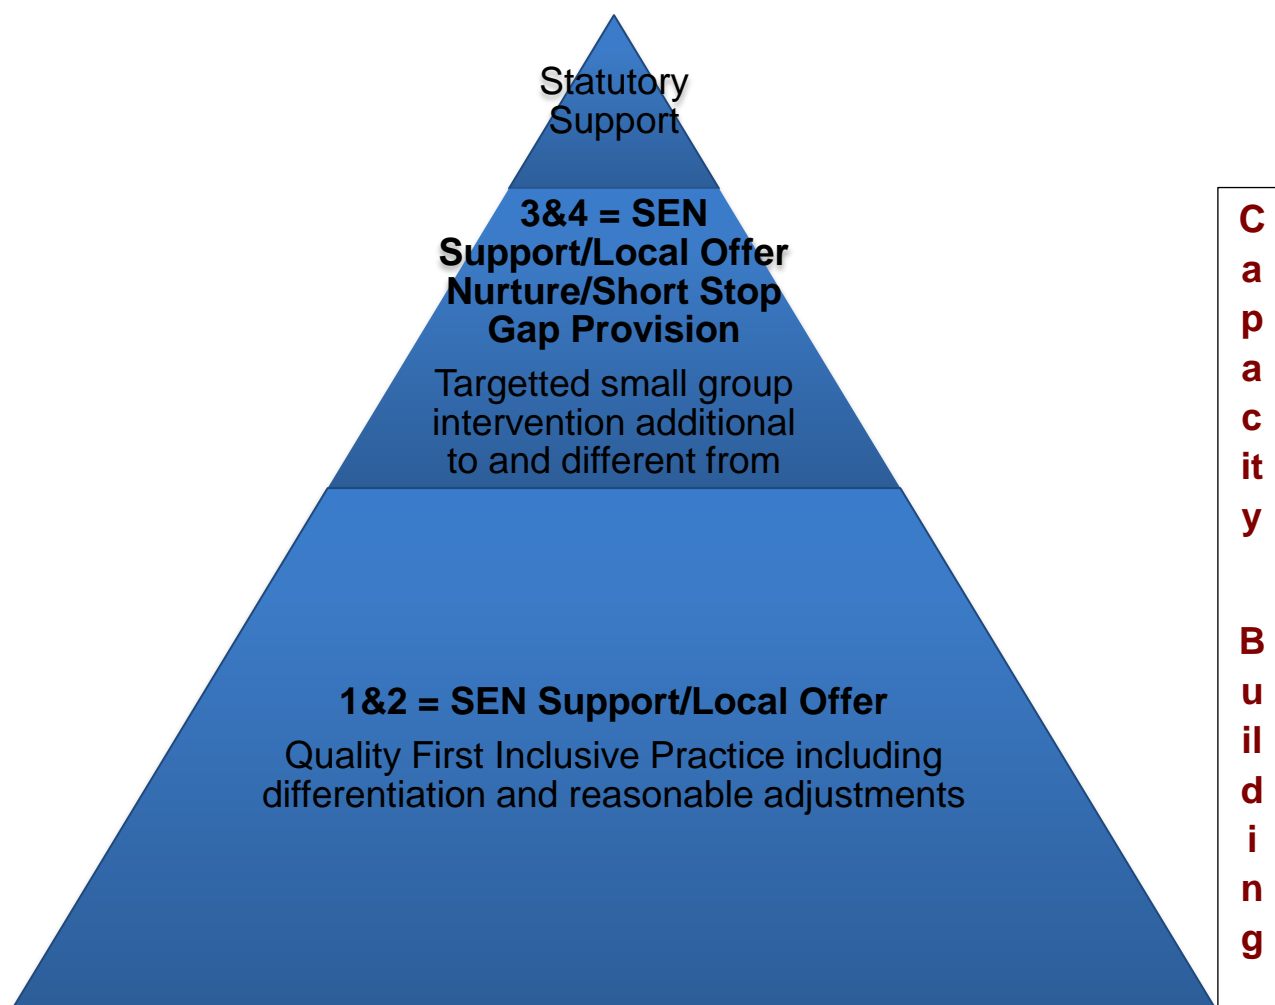 Statutory
Support
3&4 = SEN
Support/Local Offer
Nurture/Short Stop
Gap Provision
Targetted small group
intervention additional
to and different from
1&2 = SEN Support/Local Offer
Quality First Inclusive Practice including
differentiation and reasonable adjustments
C
a
p
a
c
it
y
B
u
il
d
i
n
g